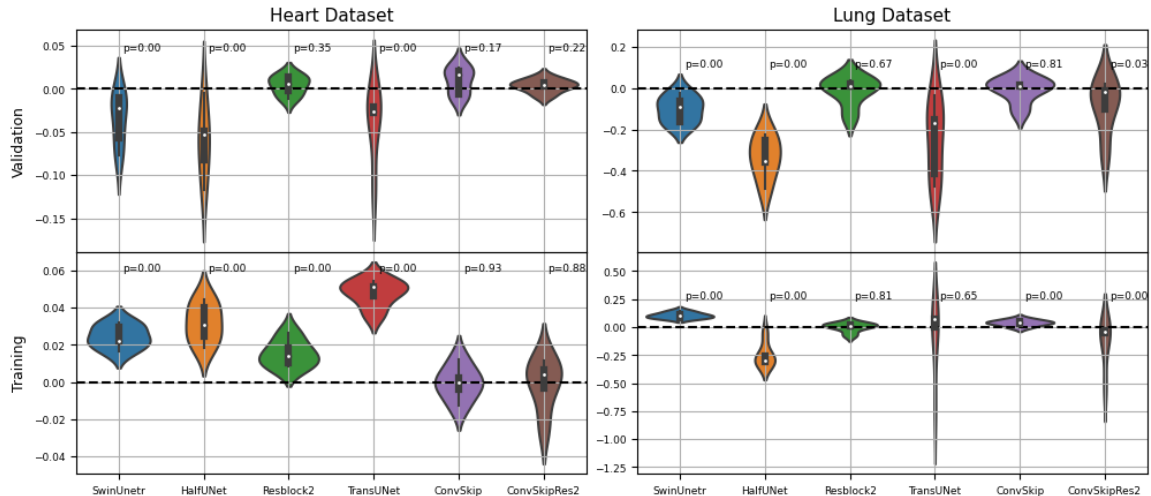 Heart Dataset
Lung Dataset
Validation
0.05
0.00
−0.05
−0.10
−0.15
p=0.00
p=0.00
p=0.35
p=0.00
p=0.17
p=0.22
0.2
0.0
−0.2
−0.4
−0.6
p=0.00
p=0.00
p=0.67
p=0.00
p=0.81
p=0.03
Training
0.06
0.04
0.02
0.00
−0.02
−0.04
p=0.00
p=0.00
p=0.00
p=0.00
p=0.93
p=0.88
0.50
0.25
0.00
−0.25
−0.50
−0.75
−1.00
−1.25
p=0.00
p=0.00
p=0.81
p=0.65
p=0.00
p=0.00
SwinUnetr
HalfUNet
Resblock2
TransUNet
ConvSkip
ConvSkipRes2
SwinUnetr
HalfUNet
Resblock2
TransUNet
ConvSkip
ConvSkipRes2